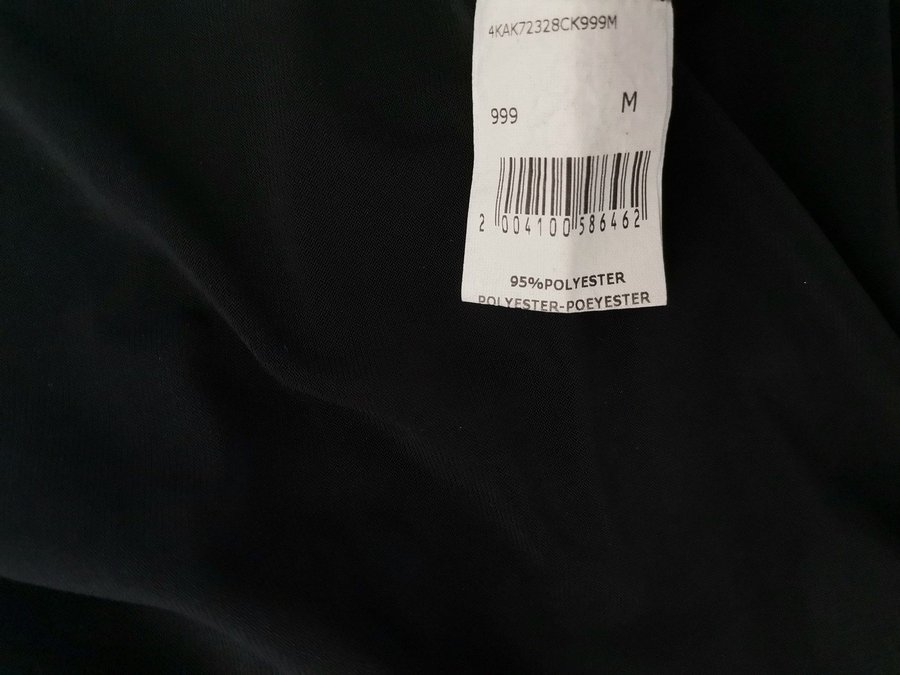 4KAK72328CK999M
999 M
2 004100 586462
95%POLYESTER
POLYESTER-POEYESTER